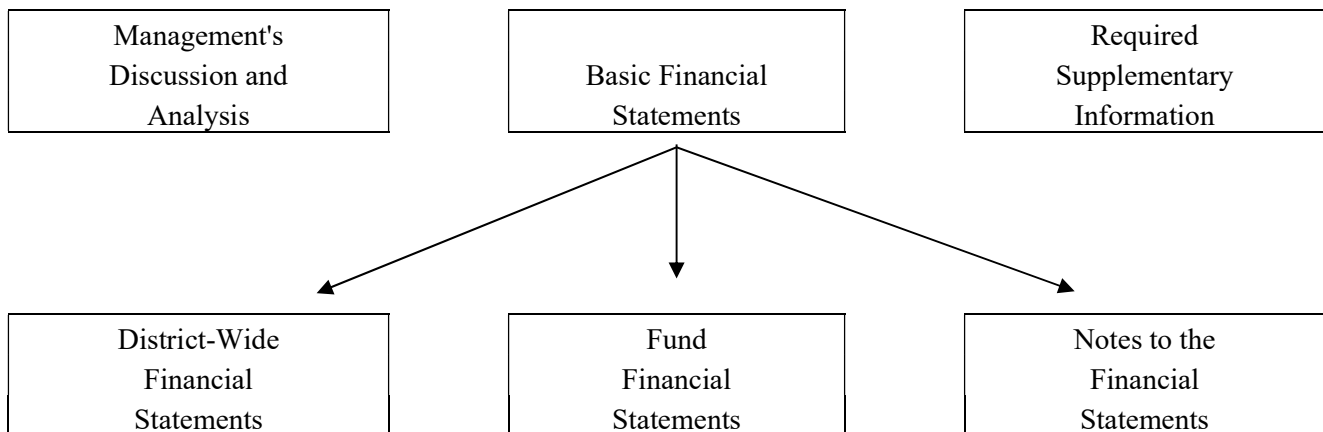 Management's
Discussion and
Analysis
Basic Financial
Statements
Required
Supplementary
Information
District-Wide
Financial
Statements
Fund
Financial
Statements
Notes to the
Financial
Statements